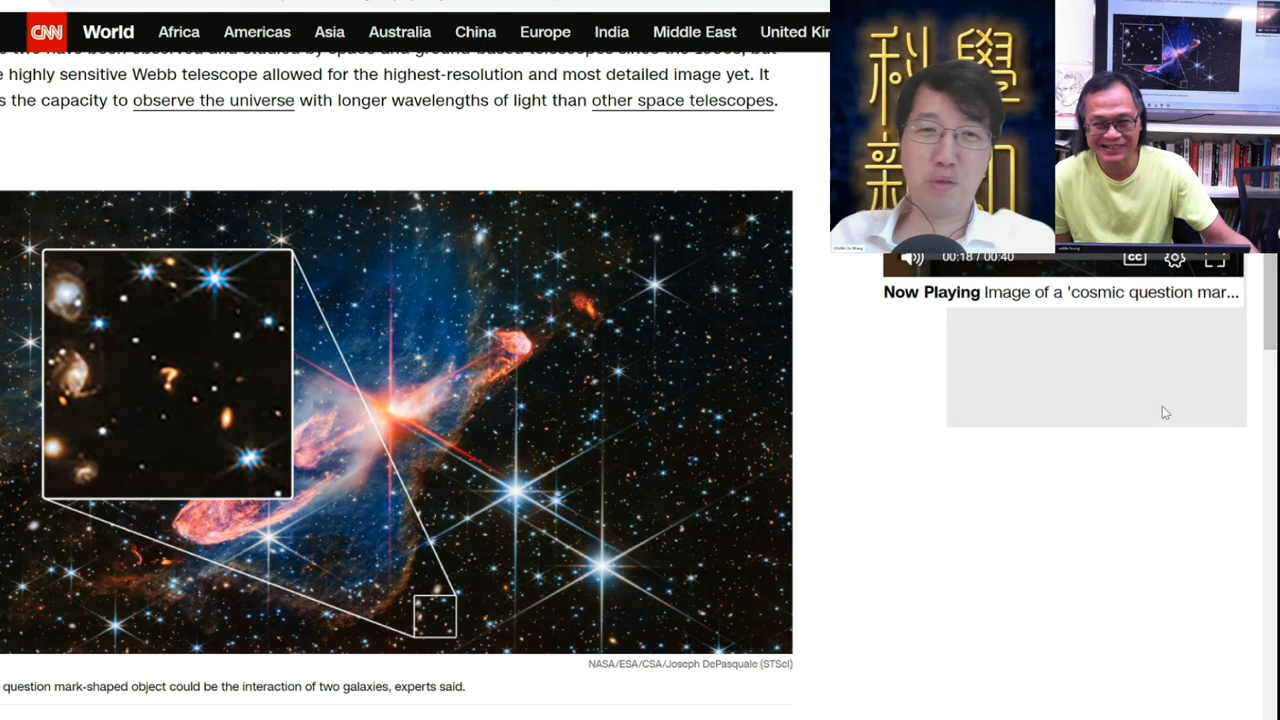 CNN World Africa Americas Asia Australia China Europe India Middle East United Ki
highly sensitive Webb telescope allowed for the highest-resolution and most detailed image yet. It
s the capacity to observe the universe with longer wavelengths of light than other space telescopes.
科學
新
00:18 / 00:40 CC
Now Playing Image of a 'cosmic question mar...
NASA/ESA/CSA/Joseph DePasquale (STScI)
question mark-shaped object could be the interaction of two galaxies, experts said.